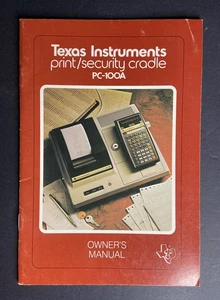 Texas Instruments
print/security cradle
PC-100A
OWNER'S
MANUAL